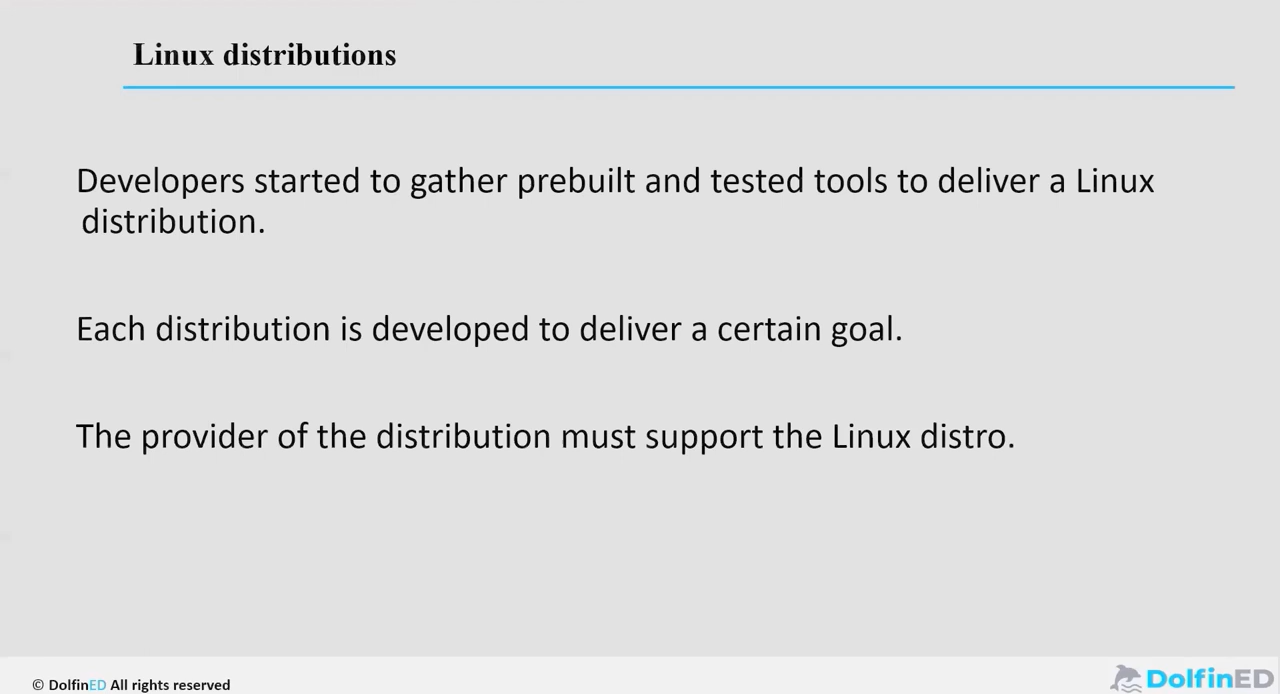 Linux distributions
Developers started to gather prebuilt and tested tools to deliver a Linux
distribution.
Each distribution is developed to deliver a certain goal.
The provider of the distribution must support the Linux distro.
© DolfinED All rights reserved
DolfinED